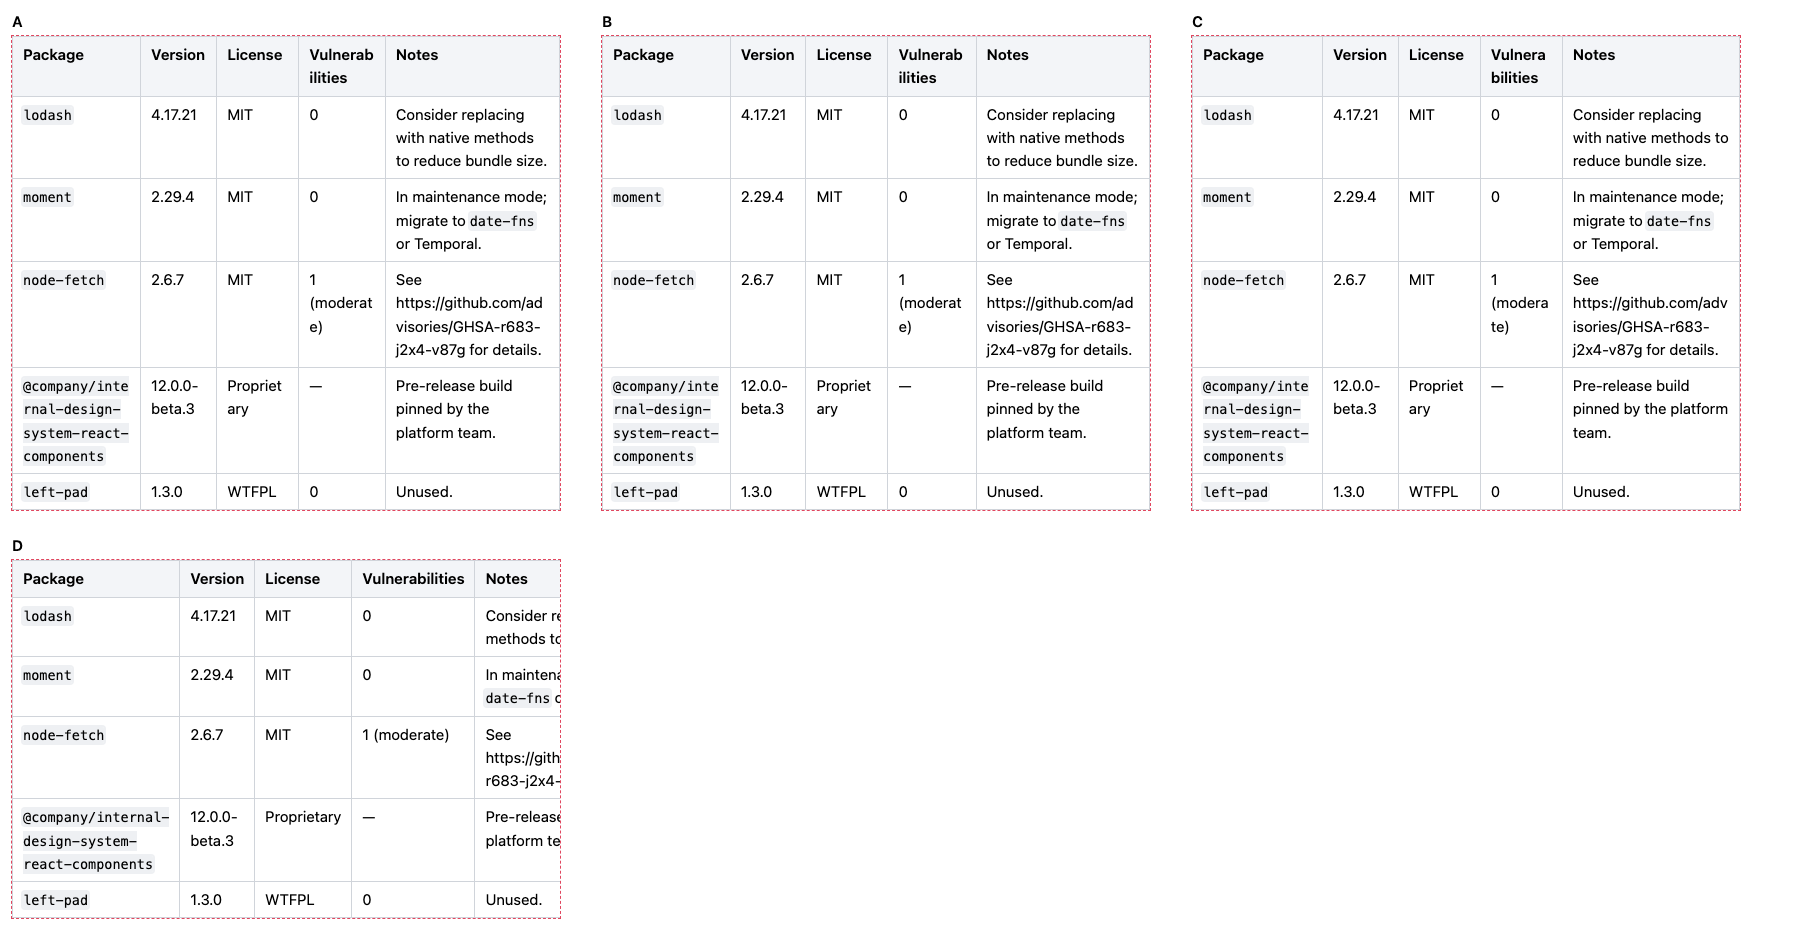 A
Package Version License Vulnerab
ilities Notes
lodash 4.17.21 MIT 0 Consider replacing
with native methods
to reduce bundle size.
moment 2.29.4 MIT 0 In maintenance mode;
migrate to date-fns
or Temporal.
node-fetch 2.6.7 MIT 1
(moderat
e) See
https://github.com/ad
visories/GHSA-r683-
j2x4-v87g for details.
@company/inte
rnal-design-
system-react-
components 12.0.0-
beta.3 Propriet
ary — Pre-release build
pinned by the
platform team.
left-pad 1.3.0 WTFPL 0 Unused.
B
Package Version License Vulnerab
ilities Notes
lodash 4.17.21 MIT 0 Consider replacing
with native methods
to reduce bundle size.
moment 2.29.4 MIT 0 In maintenance mode;
migrate to date-fns
or Temporal.
node-fetch 2.6.7 MIT 1
(moderat
e) See
https://github.com/ad
visories/GHSA-r683-
j2x4-v87g for details.
@company/inte
rnal-design-
system-react-
components 12.0.0-
beta.3 Propriet
ary — Pre-release build
pinned by the
platform team.
left-pad 1.3.0 WTFPL 0 Unused.
C
Package Version License Vulnera
bilities Notes
lodash 4.17.21 MIT 0 Consider replacing
with native methods to
reduce bundle size.
moment 2.29.4 MIT 0 In maintenance mode;
migrate to date-fns
or Temporal.
node-fetch 2.6.7 MIT 1
(modera
te) See
https://github.com/adv
isories/GHSA-r683-
j2x4-v87g for details.
@company/inte
rnal-design-
system-react-
components 12.0.0-
beta.3 Propriet
ary — Pre-release build
pinned by the platform
team.
left-pad 1.3.0 WTFPL 0 Unused.
D
Package Version License Vulnerabilities Notes
lodash 4.17.21 MIT 0 Consider
methods
moment 2.29.4 MIT 0 In
date-fns
node-fetch 2.6.7 MIT 1 (moderate) See
https://gith
r683-j2x4-
@company/internal-
design-system-
react-components 12.0.0-
beta.3 Proprietary — Pre-release
platform
left-pad 1.3.0 WTFPL 0 Unused.